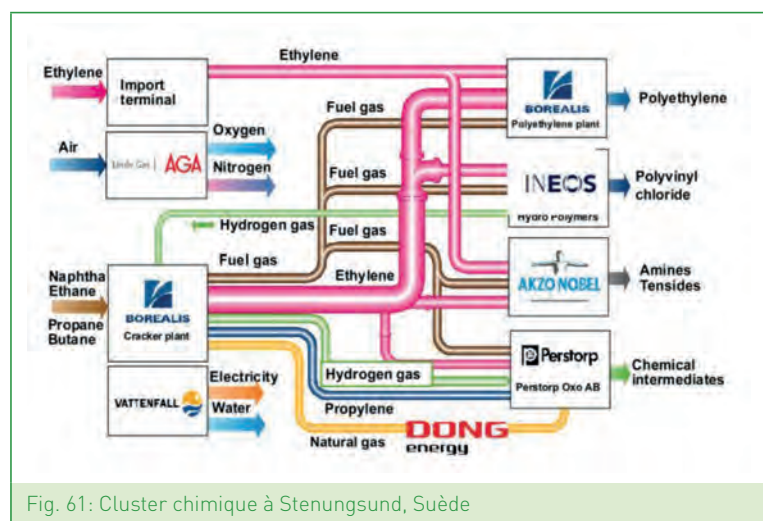 Ethylene
Ethylene
Import
terminal
BOREALIS
Polyethylene plant
Polyethylene
Fuel gas
Air
Linde Gas
AGA
Oxygen
Nitrogen
Fuel gas
INEOS
Hydro Polymers
Polyvinyl
chloride
Hydrogen gas
Fuel gas
Fuel gas
Ethylene
Naphtha
Ethane
Propane
Butane
BOREALIS
Cracker plant
AKZO NOBEL
Amines
Tensides
Perstorp
Perstorp Oxo AB
Chemical
intermediates
Hydrogen gas
Propylene
VATTENFALL
Electricity
Water
Natural gas
DONG
energy
Fig. 61: Cluster chimique à Stenungsund, Suède